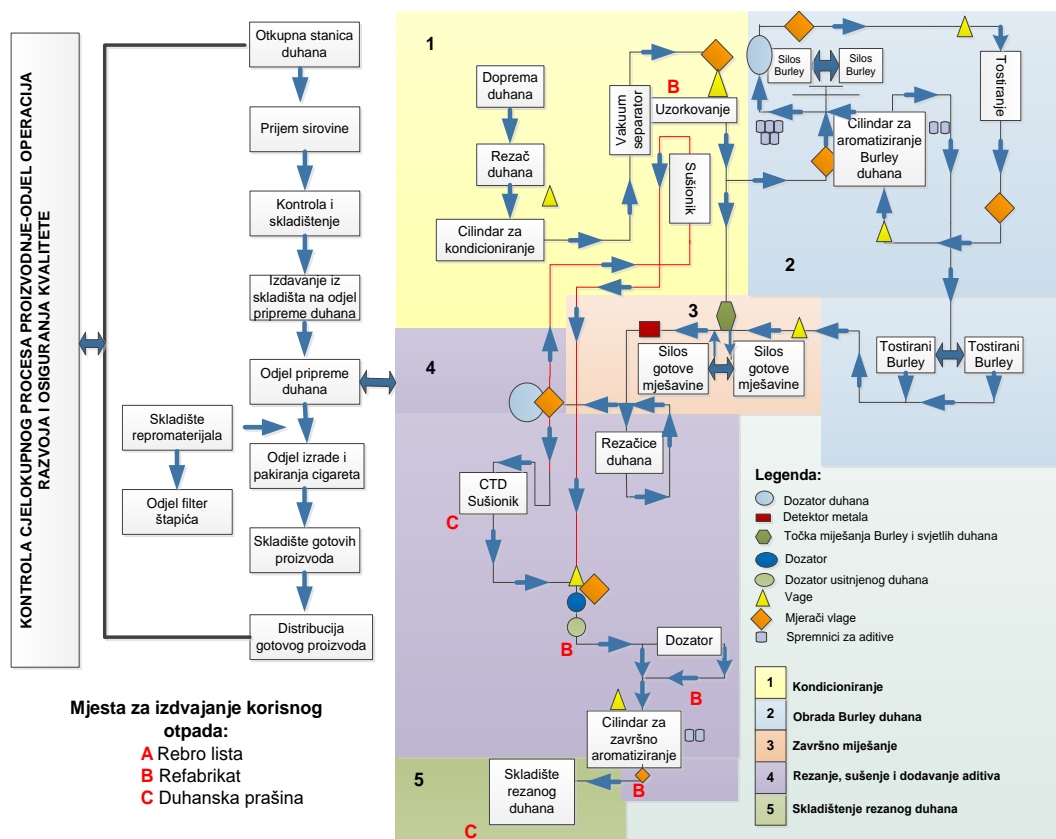 KONTROLA CJELOKUPNOG PROCESA PROIZVODNJE-ODJEL OPERACIJA
RAZVOJA I OSIGURANJA KVALITETE
Otkupna stanica
duhana
Prijem sirovine
Kontrola i
skladištenje
Izdavanje iz
skladišta na odjel
pripreme duhana
Odjel pripreme
duhana
Skladište
repromaterijala
Odjel izrade i
pakiranja cigareta
Odjel filter
štapića
Skladište gotovih
proizvoda
Distribucija
gotovog proizvoda
Mjesta za izdvajanje korisnog
otpada:
A Rebro lista
B Refabrikat
C Duhanska prašina
1
Doprema
duhana
Rezač
duhana
Cilindar za
kondicioniranje
Vakuum
separator
B
Uzorkovanje
Sušionik
Silos
Burley
Silos
Burley
Tostiranje
Cilindar za
aromatiziranje
Burley
duhana
2
3
Silos
gotove
mješavine
Silos
gotove
mješavine
Tostirani
Burley
Tostirani
Burley
4
Rezačice
duhana
CTD
Sušionik
C
B
Dozator
B
Cilindar za
završno
aromatiziranje
B
5
Skladište
rezanog
duhana
C
Legenda:
Dozator duhana
Detektor metala
Točka miješanja Burley i svjetlih duhana
Dozator
Dozator usitnjenog duhana
Vage
Mjerači vlage
Spremnici za aditive
1 Kondicioniranje
2 Obrada Burley duhana
3 Završno miješanje
4 Rezanje, sušenje i dodavanje aditiva
5 Skladištenje rezanog duhana